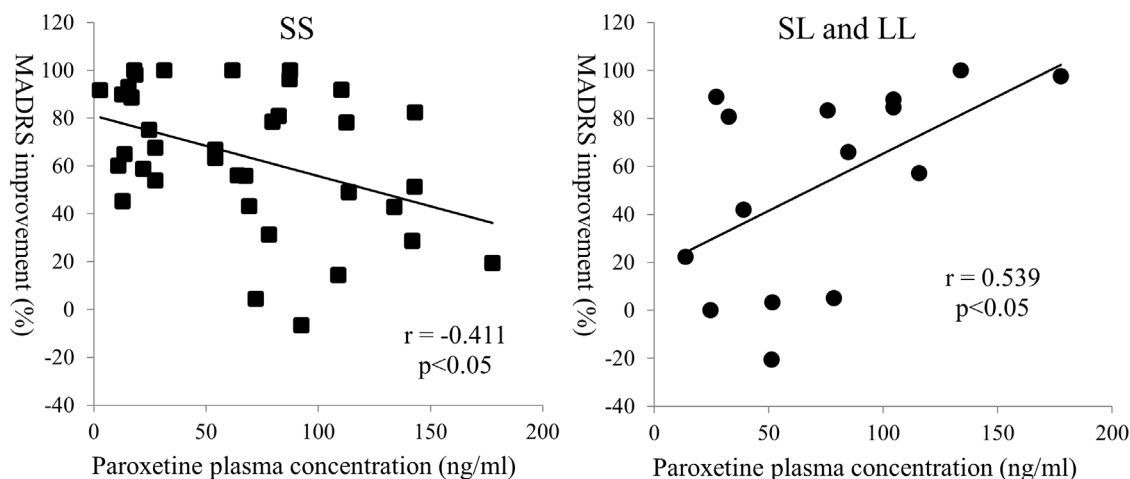 SS
MADRS improvement (%)
120
100
80
60
40
20
0
-20
-40
0 50 100 150 200
Paroxetine plasma concentration (ng/ml)
r = -0.411
p<0.05
SL and LL
MADRS improvement (%)
120
100
80
60
40
20
0
-20
-40
0 50 100 150 200
Paroxetine plasma concentration (ng/ml)
r = 0.539
p<0.05